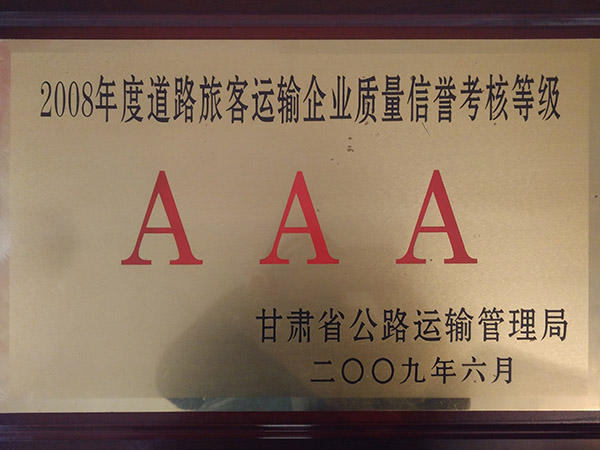 2008年度道路旅客运输企业质量信誉考核等级
A A A
甘肃省公路运输管理局
二〇〇九年六月